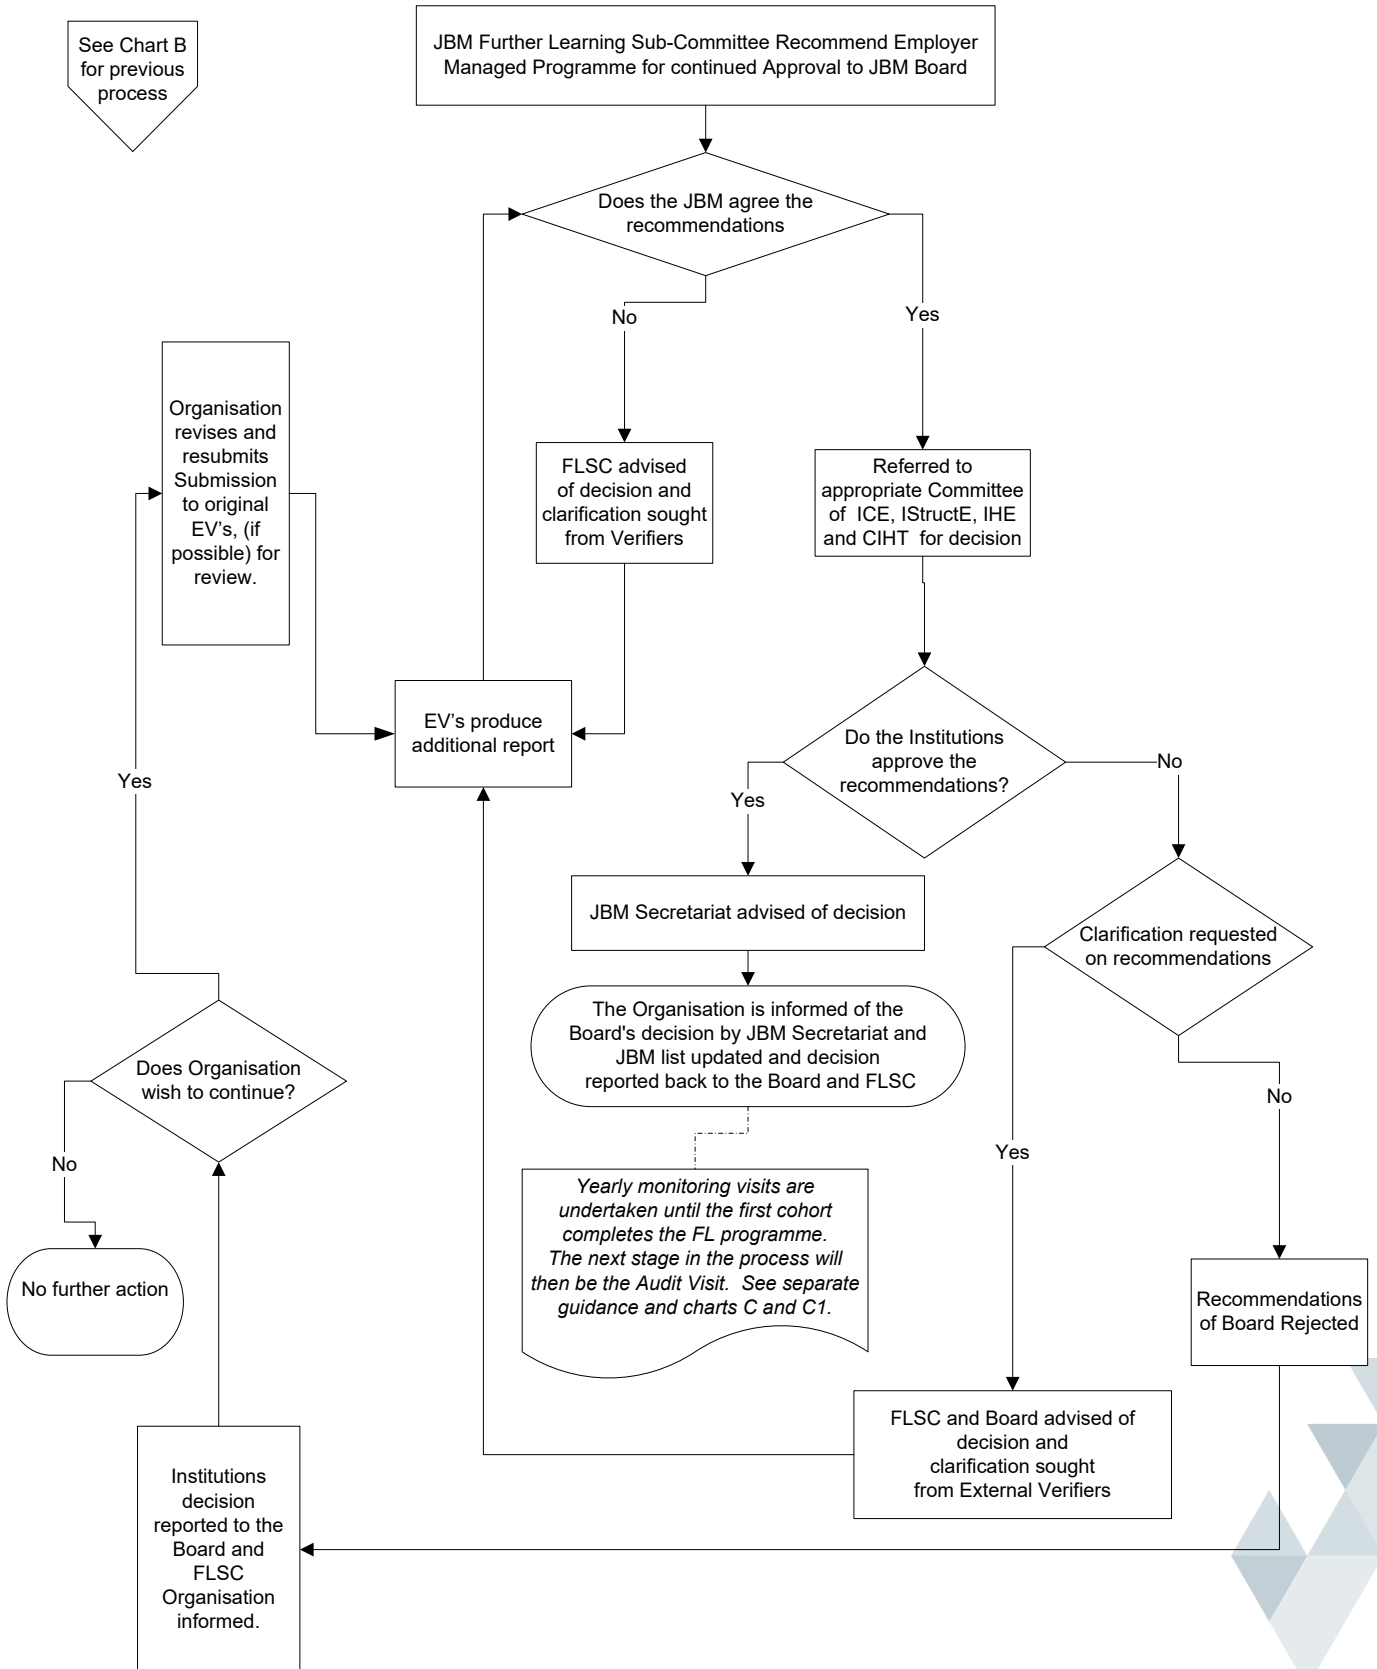 See Chart B
for previous
process
JBM Further Learning Sub-Committee Recommend Employer
Managed Programme for continued Approval to JBM Board
Does the JBM agree the
recommendations
No
Yes
Organisation
revises and
resubmits
Submission
to original
EV's, (if
possible) for
review.
FLSC advised
of decision and
clarification sought
from Verifiers
Referred to
appropriate Committee
of ICE, IStructE, IHE
and CIHT for decision
EV's produce
additional report
Do the Institutions
approve the
recommendations?
Yes
Yes
No
JBM Secretariat advised of decision
Clarification requested
on recommendations
The Organisation is informed of the
Board's decision by JBM Secretariat and
JBM list updated and decision
reported back to the Board and FLSC
Does Organisation
wish to continue?
No
Yes
No
Yearly monitoring visits are
undertaken until the first cohort
completes the FL programme.
The next stage in the process will
then be the Audit Visit. See separate
guidance and charts C and C1.
No further action
Recommendations
of Board Rejected
FLSC and Board advised of
decision and
clarification sought
from External Verifiers
Institutions
decision
reported to the
Board and
FLSC
Organisation
informed.